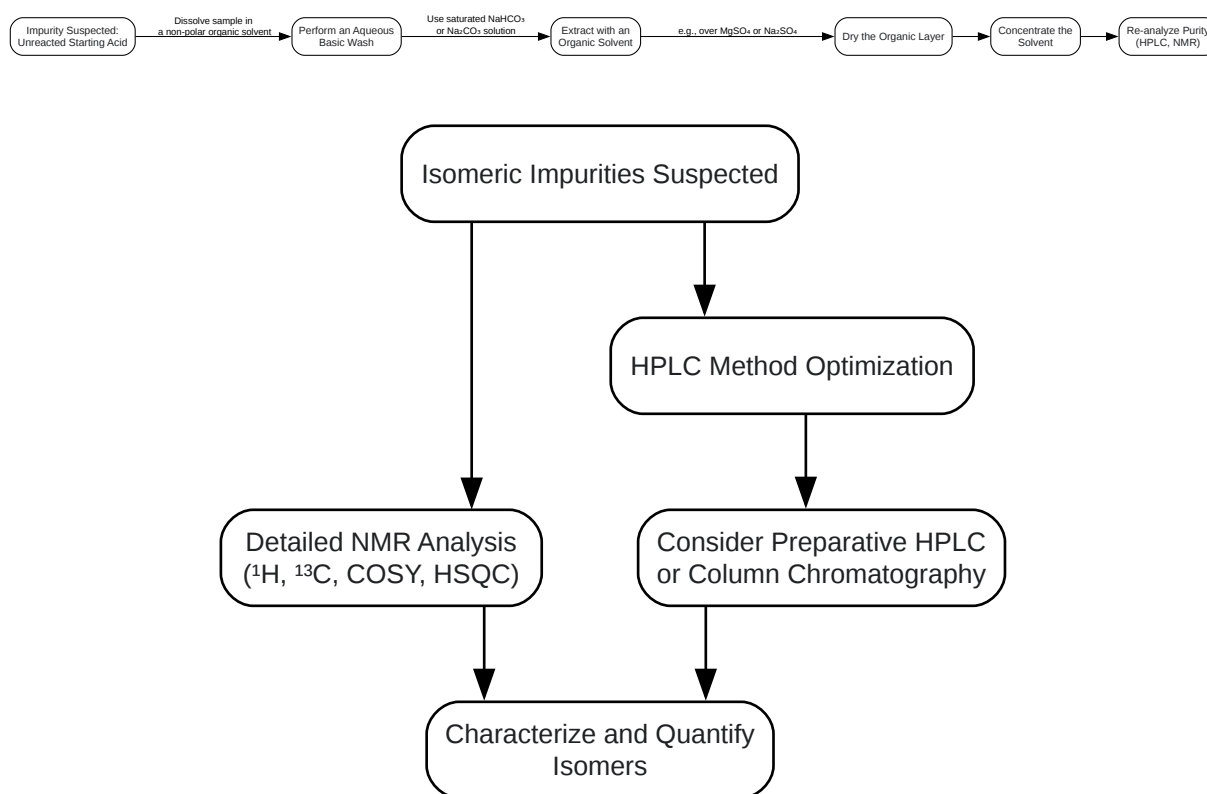 Impurity Suspected:
Unreacted Starting Acid
Dissolve sample in
a non-polar organic solvent
Perform an Aqueous
Basic Wash
Use saturated NaHCO₃
or Na₂CO₃ solution
Extract with an
Organic Solvent
e.g., over MgSO₄ or Na₂SO₄
Dry the Organic Layer
Concentrate the
Solvent
Re-analyze Purity
(HPLC, NMR)
Isomeric Impurities Suspected
HPLC Method Optimization
Detailed NMR Analysis
(¹H, ¹³C, COSY, HSQC)
Consider Preparative HPLC
or Column Chromatography
Characterize and Quantify
Isomers